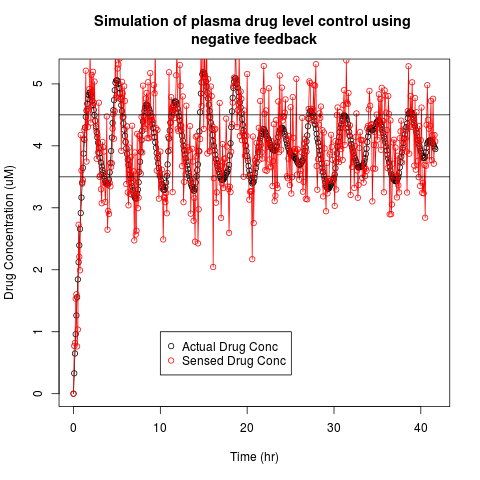 Simulation of plasma drug level control using
negative feedback
Drug Concentration (uM)
5
4
3
2
1
0
Actual Drug Conc
Sensed Drug Conc
0
10
20
30
40
Time (hr)